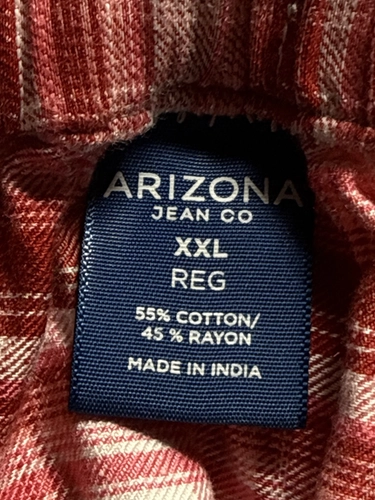 ARIZONA
JEAN CO
XXL
REG
55% COTTON/
45 % RAYON
MADE IN INDIA